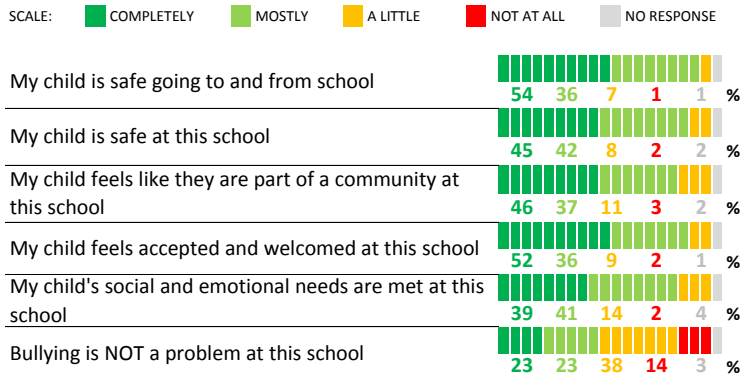 SCALE: COMPLETELY MOSTLY A LITTLE NOT AT ALL NO RESPONSE
My child is safe going to and from school
54 36 7 1 1 %
My child is safe at this school
45 42 8 2 2 %
My child feels like they are part of a community at
this school
46 37 11 3 2 %
My child feels accepted and welcomed at this school
52 36 9 2 1 %
My child's social and emotional needs are met at this
school
39 41 14 2 4 %
Bullying is NOT a problem at this school
23 23 38 14 3 %